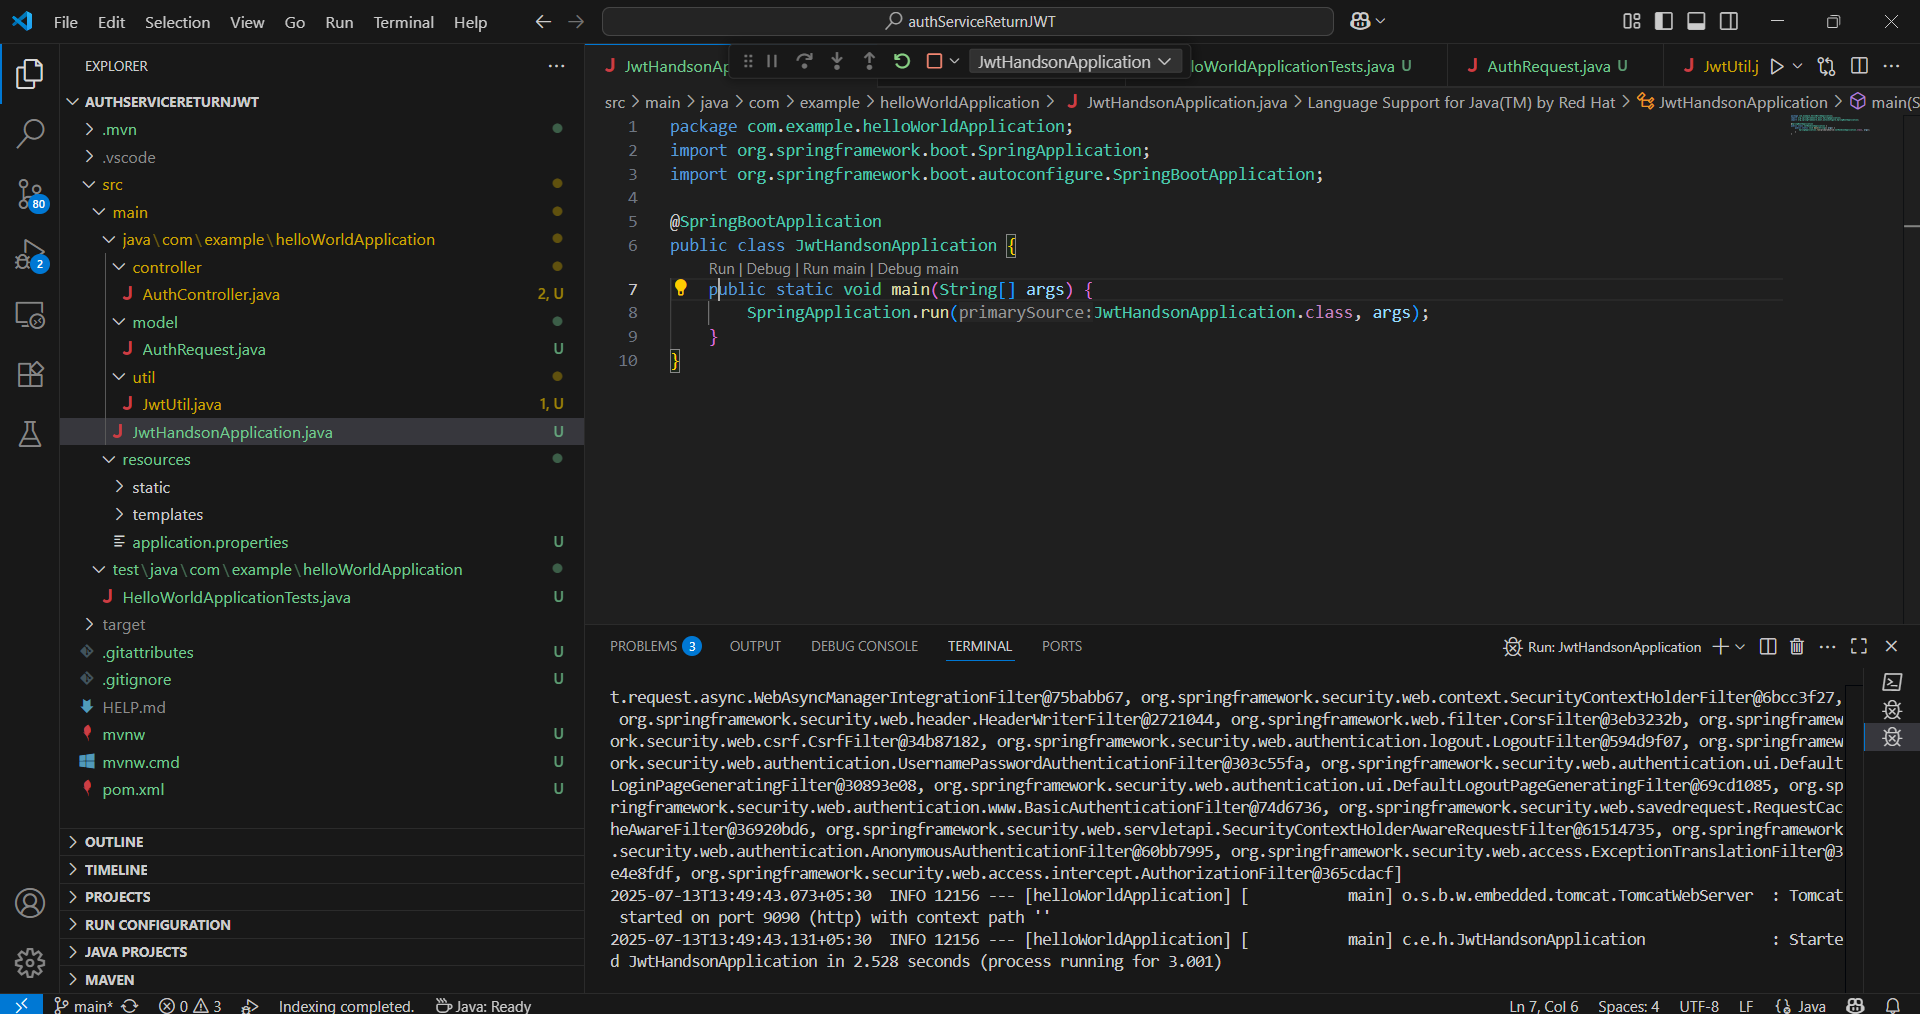 File Edit Selection View Go Run Terminal Help
authServiceReturnJWT
EXPLORER
AUTHSERVICERETURNJWT
.mvn
.vscode
src
main
java\com\example\helloWorldApplication
controller
AuthController.java 2, U
model
AuthRequest.java U
util
JwtUtil.java 1, U
JwtHandsonApplication.java U
resources
static
templates
application.properties U
test\java\com\example\helloWorldApplication
HelloWorldApplicationTests.java U
target
.gitattributes U
.gitignore U
HELP.md
mvnw U
mvnw.cmd U
pom.xml U
OUTLINE
TIMELINE
PROJECTS
RUN CONFIGURATION
JAVA PROJECTS
MAVEN
80
2
JwtHandsonAp JwtHandsonApplication loWorldApplicationTests.java U AuthRequest.java U JwtUtil.j
src > main > java > com > example > helloWorldApplication > JwtHandsonApplication.java > Language Support for Java(TM) by Red Hat > JwtHandsonApplication > main(S
1 package com.example.helloWorldApplication;
2 import org.springframework.boot.SpringApplication;
3 import org.springframework.boot.autoconfigure.SpringBootApplication;
4
5 @SpringBootApplication
6 public class JwtHandsonApplication {
Run | Debug | Run main | Debug main
7 public static void main(String[] args) {
8 SpringApplication.run(primarySource:JwtHandsonApplication.class, args);
9 }
10 }
PROBLEMS 3 OUTPUT DEBUG CONSOLE TERMINAL PORTS
Run: JwtHandsonApplication
t.request.async.WebAsyncManagerIntegrationFilter@75babb67, org.springframework.security.web.context.SecurityContextHolderFilter@6bcc3f27,
org.springframework.security.web.header.HeaderWriterFilter@2721044, org.springframework.web.filter.CorsFilter@3eb3232b, org.springframew
ork.security.web.csrf.CsrfFilter@34b87182, org.springframework.security.web.authentication.logout.LogoutFilter@594d9f07, org.springframew
ork.security.web.authentication.UsernamePasswordAuthenticationFilter@303c55fa, org.springframework.security.web.authentication.ui.Default
LoginPageGeneratingFilter@30893e08, org.springframework.security.web.authentication.ui.DefaultLogoutPageGeneratingFilter@69cd1085, org.sp
ringframework.security.web.authentication.www.BasicAuthenticationFilter@74d6736, org.springframework.security.web.savedrequest.RequestCac
heAwareFilter@36920bd6, org.springframework.security.web.servletapi.SecurityContextHolderAwareRequestFilter@61514735, org.springframework
.security.web.authentication.AnonymousAuthenticationFilter@60bb7995, org.springframework.security.web.access.ExceptionTranslationFilter@3
e4e8fdf, org.springframework.security.web.access.intercept.AuthorizationFilter@365cdacf]
2025-07-13T13:49:43.073+05:30 INFO 12156 --- [helloWorldApplication] [ main] o.s.b.w.embedded.tomcat.TomcatWebServer : Tomcat
started on port 9090 (http) with context path ''
2025-07-13T13:49:43.131+05:30 INFO 12156 --- [helloWorldApplication] [ main] c.e.h.JwtHandsonApplication : Starte
d JwtHandsonApplication in 2.528 seconds (process running for 3.001)
main* 0 3 Indexing completed. Java: Ready Ln 7, Col 6 Spaces: 4 UTF-8 LF Java